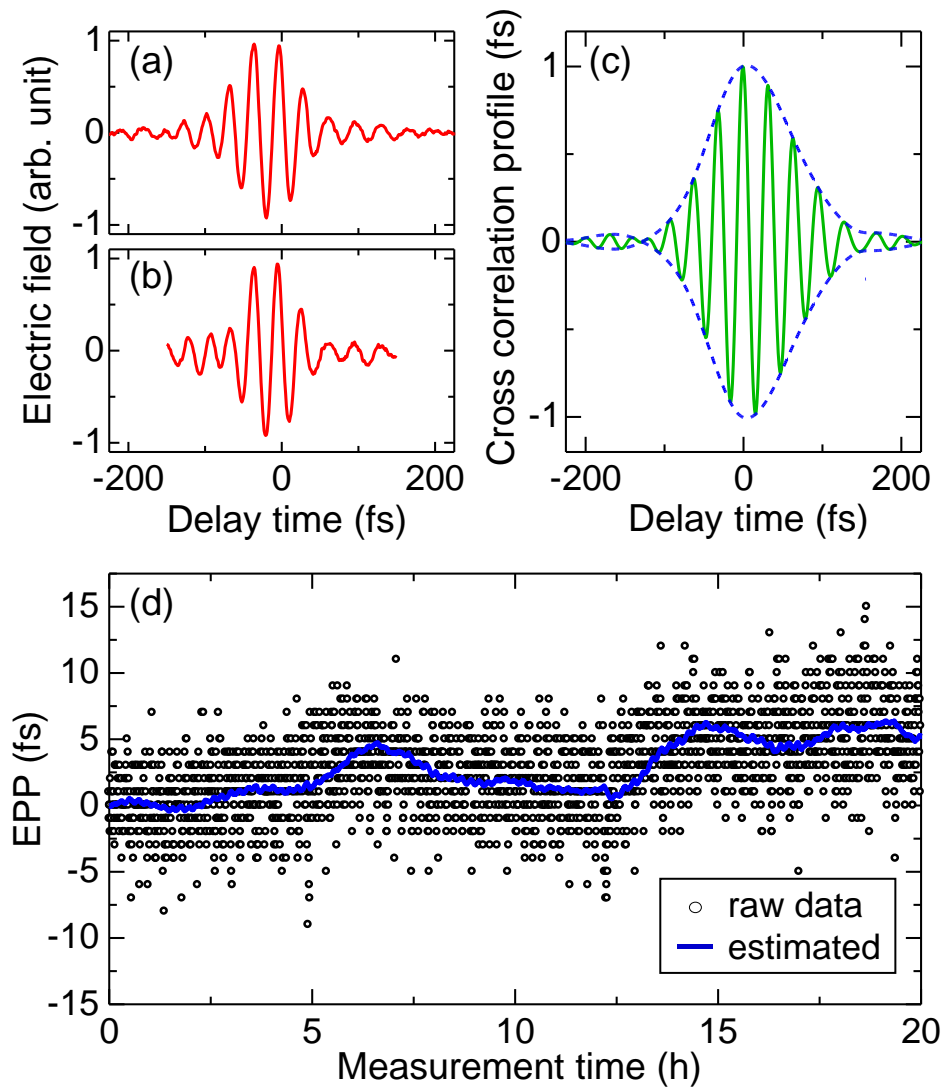 (a)
1
0
-1
(b)
1
0
-1
Electric field (arb. unit)
-200
0
200
Delay time (fs)
(c)
1
0
-1
Cross correlation profile (fs)
-200
0
200
Delay time (fs)
(d)
15
10
5
0
-5
-10
-15
EPP (fs)
raw data
estimated
0
5
10
15
20
Measurement time (h)